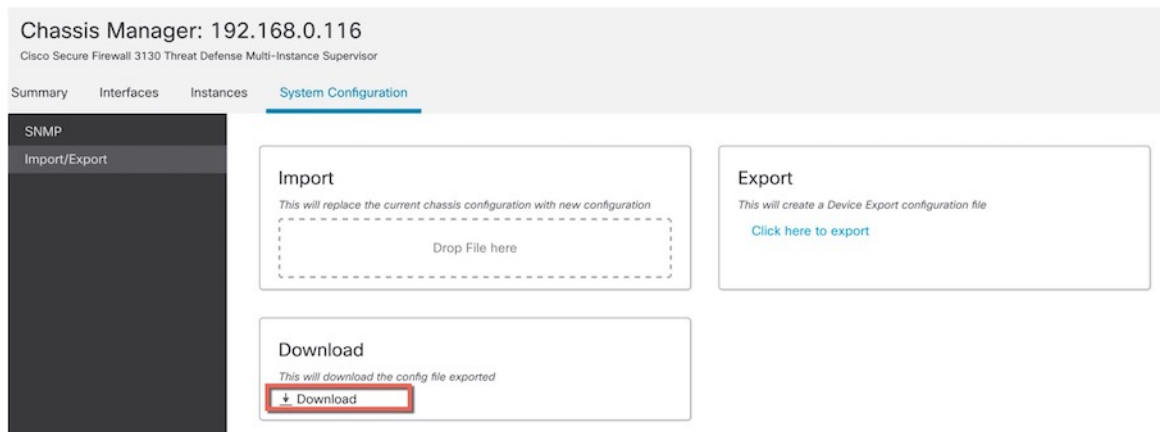 Chassis Manager: 192.168.0.116
Cisco Secure Firewall 3130 Threat Defense Multi-Instance Supervisor
Summary Interfaces Instances System Configuration
SNMP
Import/Export
Import
This will replace the current chassis configuration with new configuration
Drop File here
Export
This will create a Device Export configuration file
Click here to export
Download
This will download the config file exported
Download